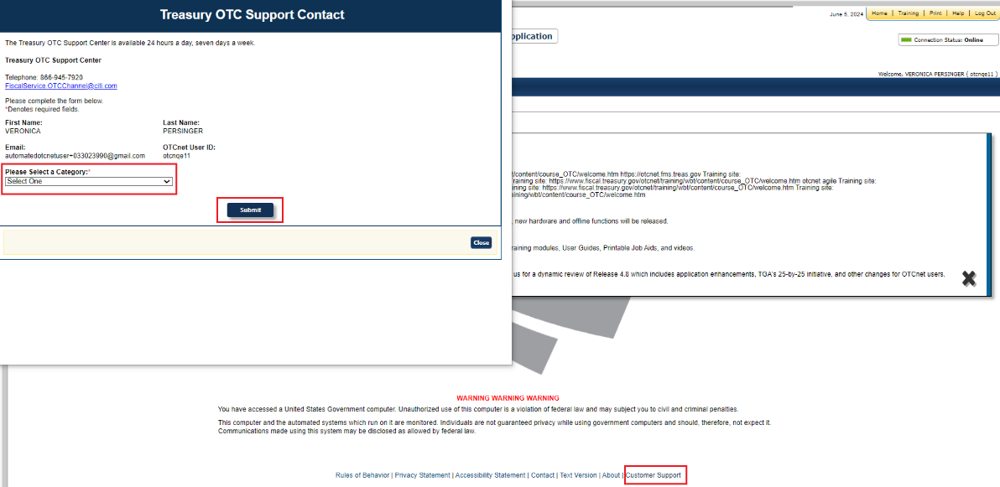 Treasury OTC Support Contact
The Treasury OTC Support Center is available 24 hours a day, seven days a week.
Treasury OTC Support Center
Telephone: 866-945-7920
FiscalService.OTCChannel@citi.com
Please complete the form below.
*Denotes required fields.
First Name:
Last Name:
VERONICA
PERSINGER
Email:
OTCnet User ID:
automatedotcnetuser+033023990@gmail.com
otcnqe11
Please Select a Category:*
Select One
Submit
Close
June 5, 2024
Home | Training | Print | Help | Log Out
pplication
Connection Status: Online
Welcome, VERONICA PERSINGER ( otcnqe11 )
t/content/course_OTC/welcome.htm https://otcnet.fms.treas.gov Training site:
raining site: https://www.fiscal.treasury.gov/otcnet/training/wbt/content/course_OTC/welcome.htm otcnet agile Training site:
ining site: https://www.fiscal.treasury.gov/otcnet/training/wbt/content/course_OTC/welcome.htm Training site:
ining/wbt/content/course_OTC/welcome.htm
, new hardware and offline functions will be released.
raining modules, User Guides, Printable Job Aids, and videos.
us for a dynamic review of Release 4.8 which includes application enhancements, TGA's 25-by-25 initiative, and other changes for OTCnet users.
WARNING WARNING WARNING
You have accessed a United States Government computer. Unauthorized use of this computer is a violation of federal law and may subject you to civil and criminal penalties.
This computer and the automated systems which run on it are monitored. Individuals are not guaranteed privacy while using government computers and should, therefore, not expect it.
Communications made using this system may be disclosed as allowed by federal law.
Rules of Behavior | Privacy Statement | Accessibility Statement | Contact | Text Version | About | Customer Support